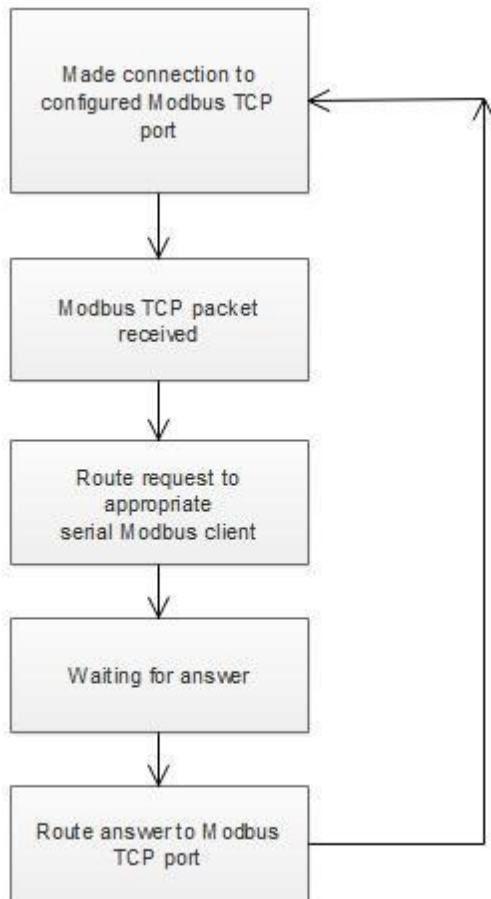 Made connection to
configured Modbus TCP
port
Modbus TCP packet
received
Route request to
appropriate
serial Modbus client
Waiting for answer
Route answer to Modbus
TCP port